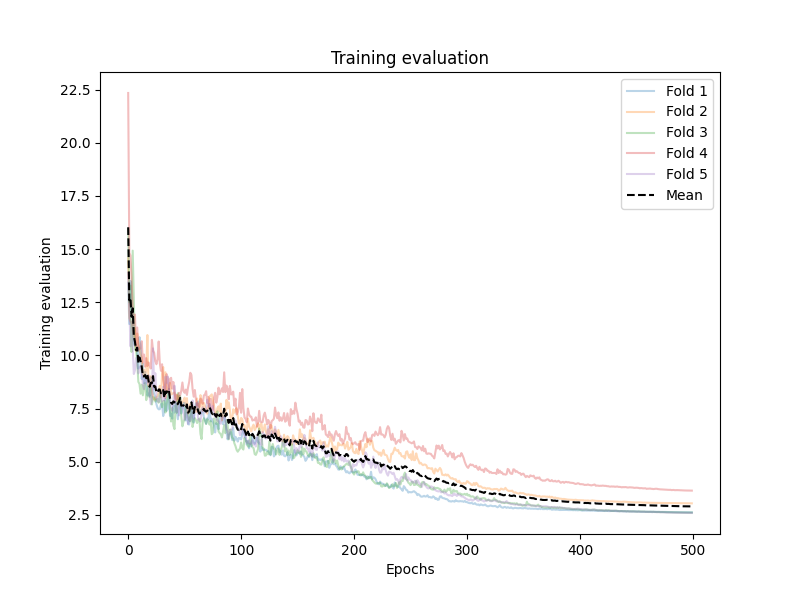 Training evaluation
22.5
20.0
17.5
15.0
12.5
10.0
7.5
5.0
2.5
Training evaluation
Fold 1
Fold 2
Fold 3
Fold 4
Fold 5
Mean
0 100 200 300 400 500
Epochs